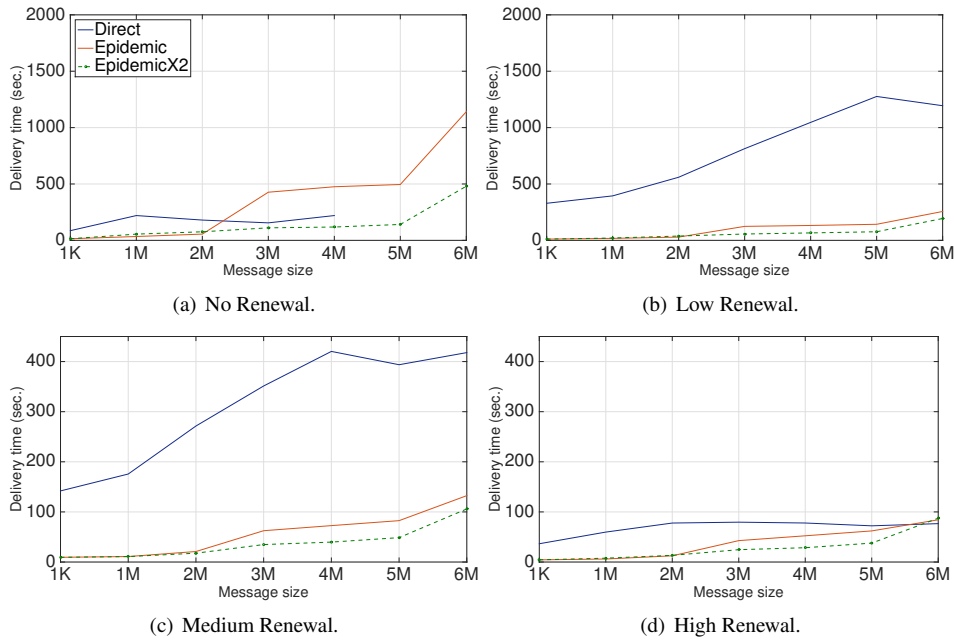 2000
1500
1000
500
0
Delivery time (sec.)
Direct
Epidemic
EpidemicX2
1K 1M 2M 3M 4M 5M 6M
Message size
(a) No Renewal.
2000
1500
1000
500
0
Delivery time (sec.)
1K 1M 2M 3M 4M 5M 6M
Message size
(b) Low Renewal.
400
300
200
100
0
Delivery time (sec.)
1K 1M 2M 3M 4M 5M 6M
Message size
(c) Medium Renewal.
400
300
200
100
0
Delivery time (sec.)
1K 1M 2M 3M 4M 5M 6M
Message size
(d) High Renewal.